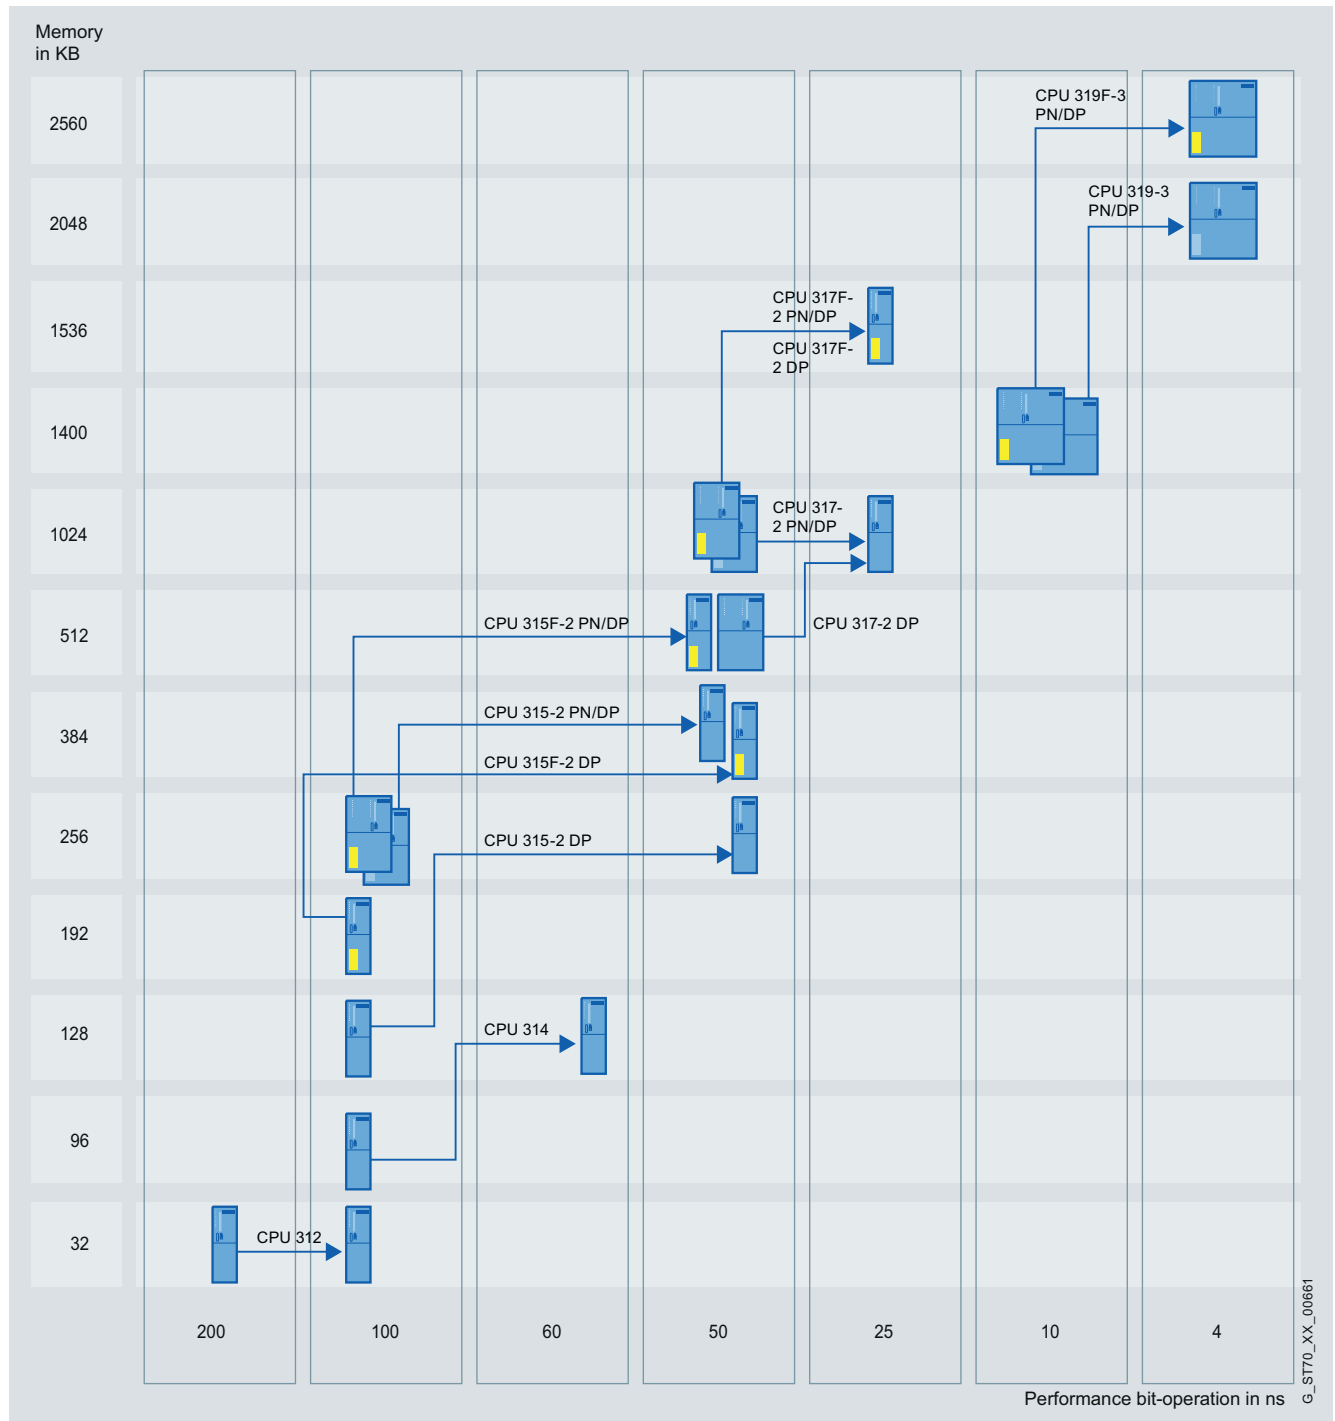 Memory
in KB
2560
CPU 319F-3
PN/DP
2048
CPU 319-3
PN/DP
1536
CPU 317F-
2 PN/DP
CPU 317F-
2 DP
1400
1024
CPU 317-
2 PN/DP
512
CPU 315F-2 PN/DP
CPU 317-2 DP
384
CPU 315-2 PN/DP
CPU 315F-2 DP
256
CPU 315-2 DP
192
128
CPU 314
96
32
CPU 312
200
100
60
50
25
10
4
Performance bit-operation in ns
G_ST70_XX_00661